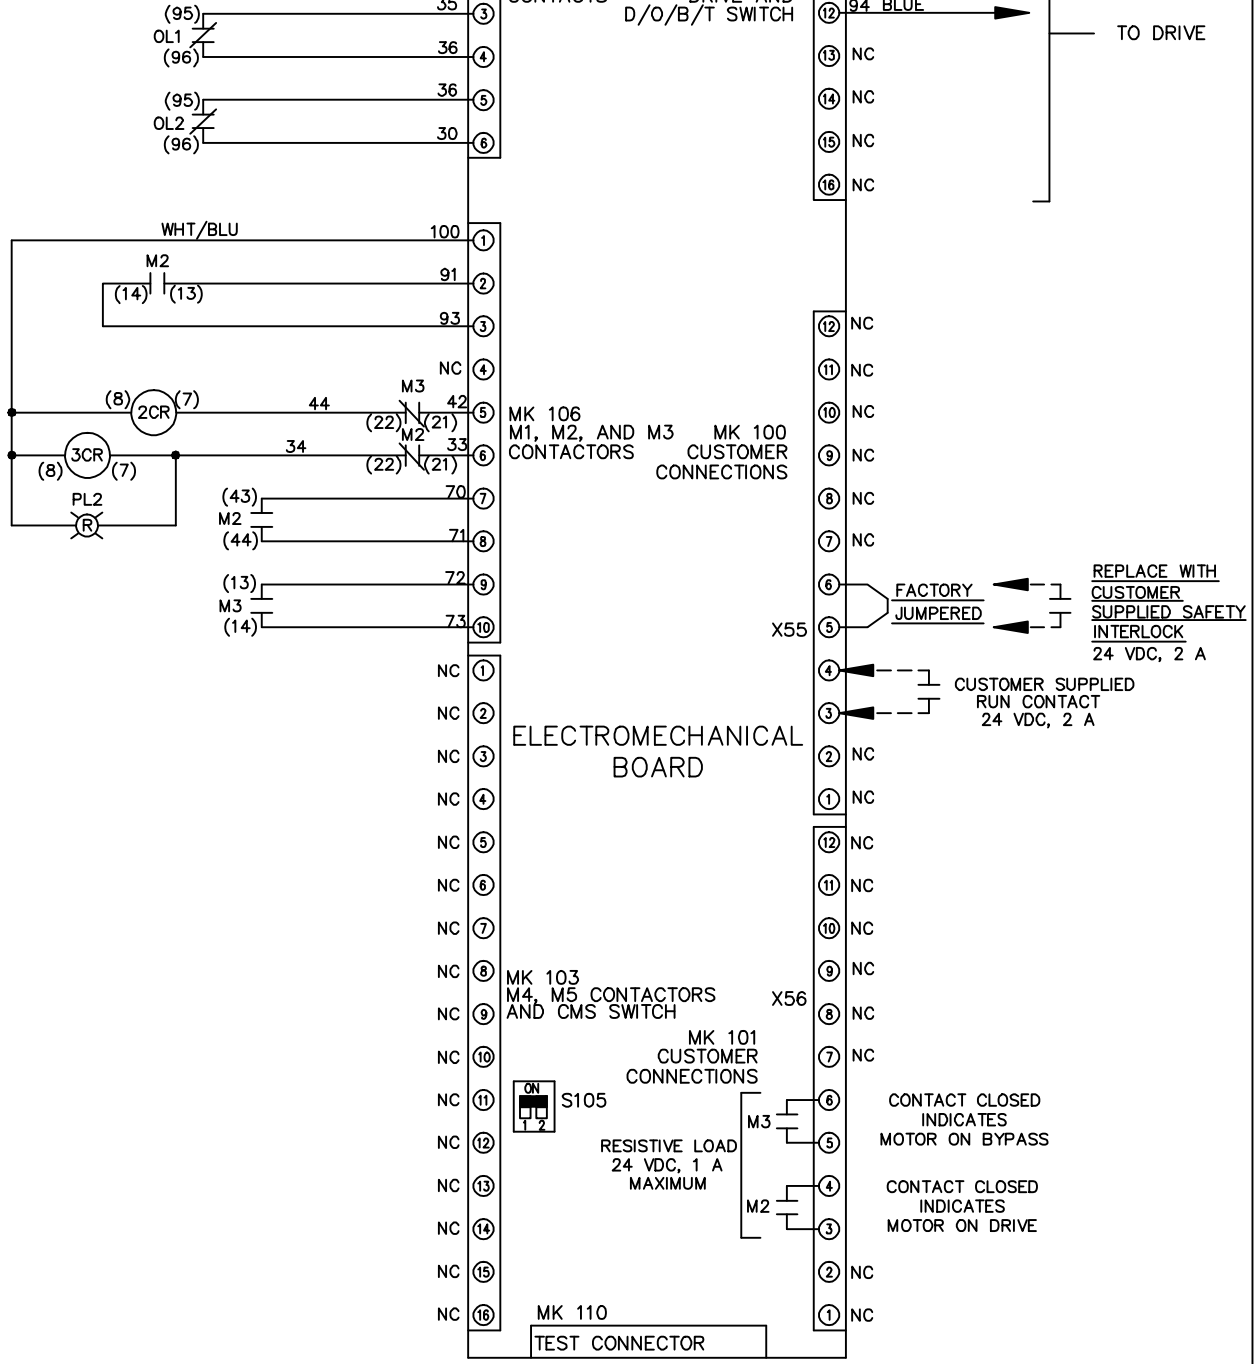 (95)
OL1
(96)
35
36
3
4
CONTACTS
DRIVE AND
D/O/B/T SWITCH
12
94 BLUE
TO DRIVE
13 NC
14 NC
15 NC
16 NC
(95)
OL2
(96)
36
30
5
6
WHT/BLU
100
1
M2
(14) (13)
91
2
93
3
NC 4
(8) 2CR (7)
44
M3
(22) (21)
42
5
(8) 3CR (7)
34
M2
(22) (21)
33
6
PL2
R
(43)
M2
(44)
70
7
71
8
(13)
M3
(14)
72
9
73
10
MK 106
M1, M2, AND M3
CONTACTORS
MK 100
CUSTOMER
CONNECTIONS
12 NC
11 NC
10 NC
9 NC
8 NC
7 NC
6
X55 5
FACTORY
JUMPERED
REPLACE WITH
CUSTOMER
SUPPLIED SAFETY
INTERLOCK
24 VDC, 2 A
4
3
CUSTOMER SUPPLIED
RUN CONTACT
24 VDC, 2 A
2 NC
1 NC
ELECTROMECHANICAL
BOARD
NC 1
NC 2
NC 3
NC 4
NC 5
NC 6
NC 7
NC 8
NC 9
NC 10
NC 11
NC 12
NC 13
NC 14
NC 15
NC 16
MK 103
M4, M5 CONTACTORS
AND CMS SWITCH
ON
1 2
S105
12 NC
11 NC
10 NC
9 NC
X56
8 NC
7 NC
MK 101
CUSTOMER
CONNECTIONS
RESISTIVE LOAD
24 VDC, 1 A
MAXIMUM
M3
6
5
CONTACT CLOSED
INDICATES
MOTOR ON BYPASS
M2
4
3
CONTACT CLOSED
INDICATES
MOTOR ON DRIVE
2 NC
1 NC
MK 110
TEST CONNECTOR